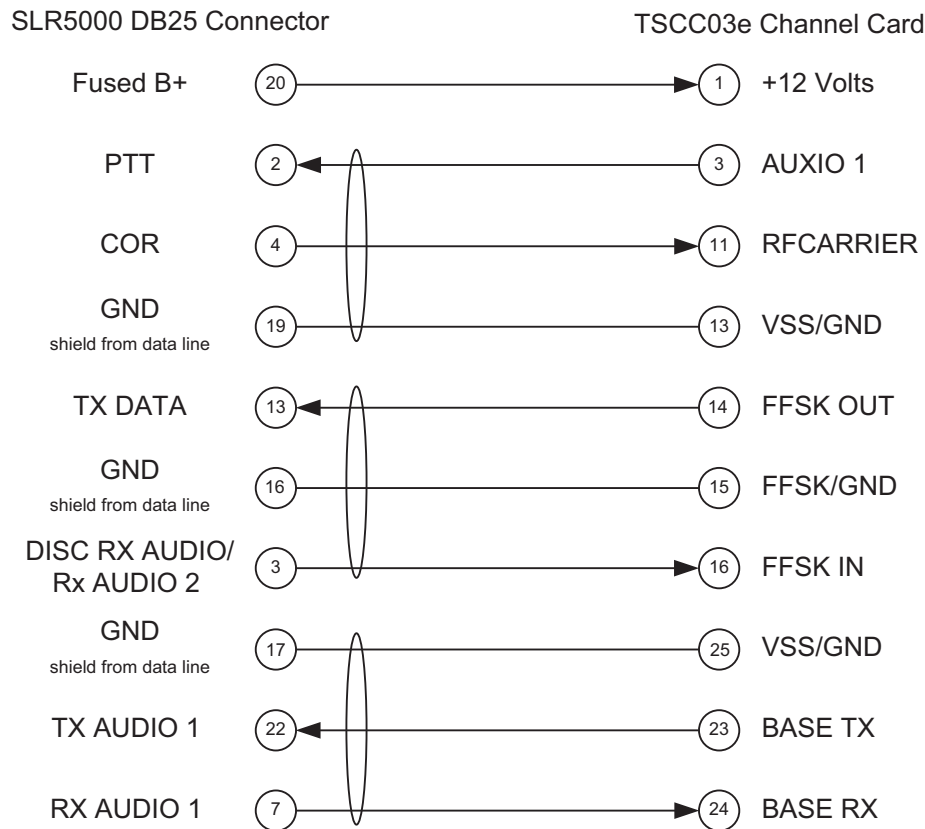 SLR5000 DB25 Connector TSCC03e Channel Card
Fused B+ 20 1 +12 Volts
PTT 2 3 AUXIO 1
COR 4 11 RFCARRIER
GND
shield from data line 19 13 VSS/GND
TX DATA 13 14 FFSK OUT
GND
shield from data line 16 15 FFSK/GND
DISC RX AUDIO/
Rx AUDIO 2 3 16 FFSK IN
GND
shield from data line 17 25 VSS/GND
TX AUDIO 1 22 23 BASE TX
RX AUDIO 1 7 24 BASE RX